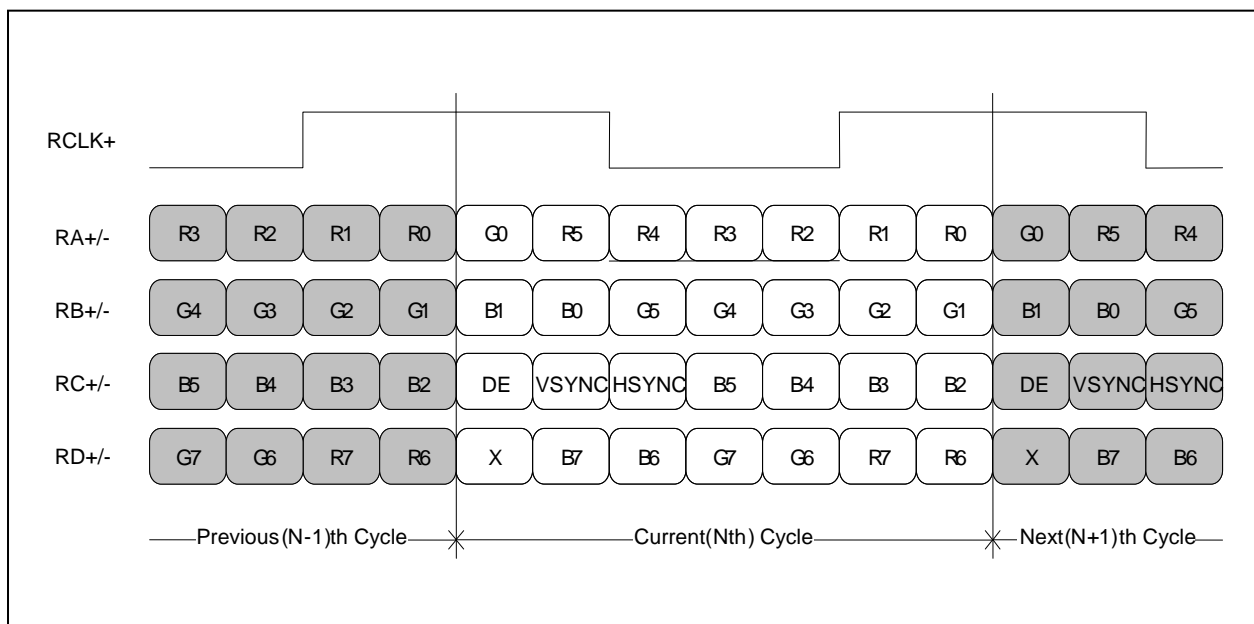 RCLK+
RA+/- R3 R2 R1 R0 G0 R5 R4 R3 R2 R1 R0 G0 R5 R4
RB+/- G4 G3 G2 G1 B1 B0 G5 G4 G3 G2 G1 B1 B0 G5
RC+/- B5 B4 B3 B2 DE VSYNC HSYNC B5 B4 B3 B2 DE VSYNC HSYNC
RD+/- G7 G6 R7 R6 X B7 B6 G7 G6 R7 R6 X B7 B6
Previous(N-1)th Cycle Current(Nth) Cycle Next(N+1)th Cycle